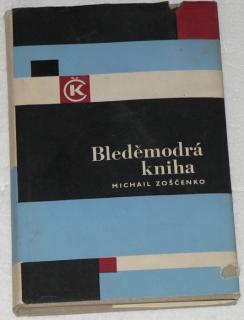 ČK
Bleděmodrá
kniha
MICHAIL ZOŠČENKO